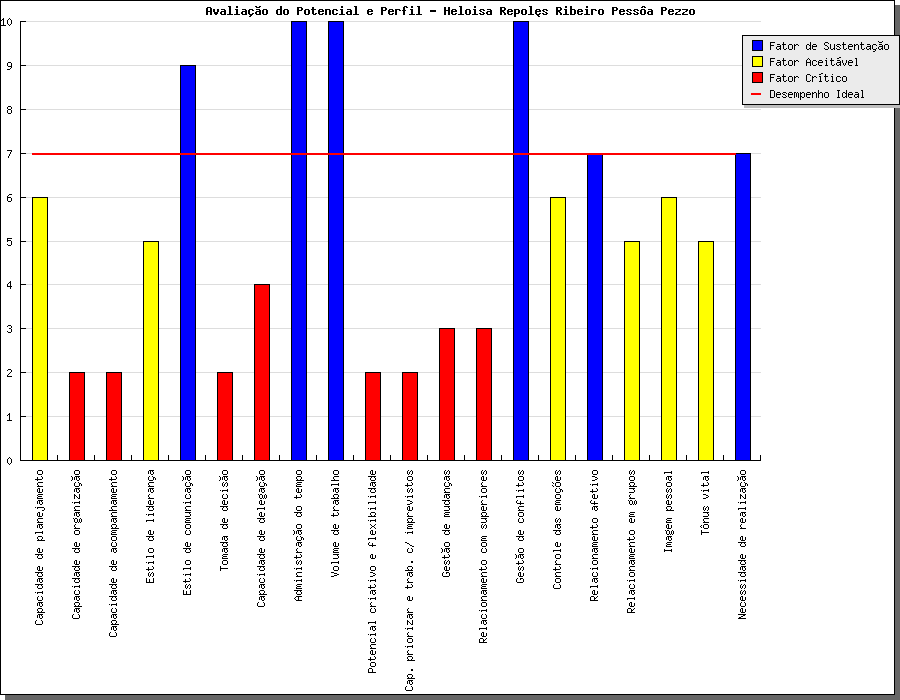 Avaliação do Potencial e Perfil - Heloisa Repolęs Ribeiro Pessôa Pezzo
Fator de Sustentação
Fator Aceitável
Fator Crítico
Desempenho Ideal
10
9
8
7
6
5
4
3
2
1
0
Capacidade de planejamento
Capacidade de organização
Capacidade de acompanhamento
Estilo de liderança
Estilo de comunicação
Tomada de decisão
Capacidade de delegação
Administração do tempo
Volume de trabalho
Potencial criativo e flexibilidade
Cap. priorizar e trab. c/ imprevistos
Gestão de mudanças
Relacionamento com superiores
Gestão de conflitos
Controle das emoções
Relacionamento afetivo
Relacionamento em grupos
Imagem pessoal
Tônus vital
Necessidade de realização